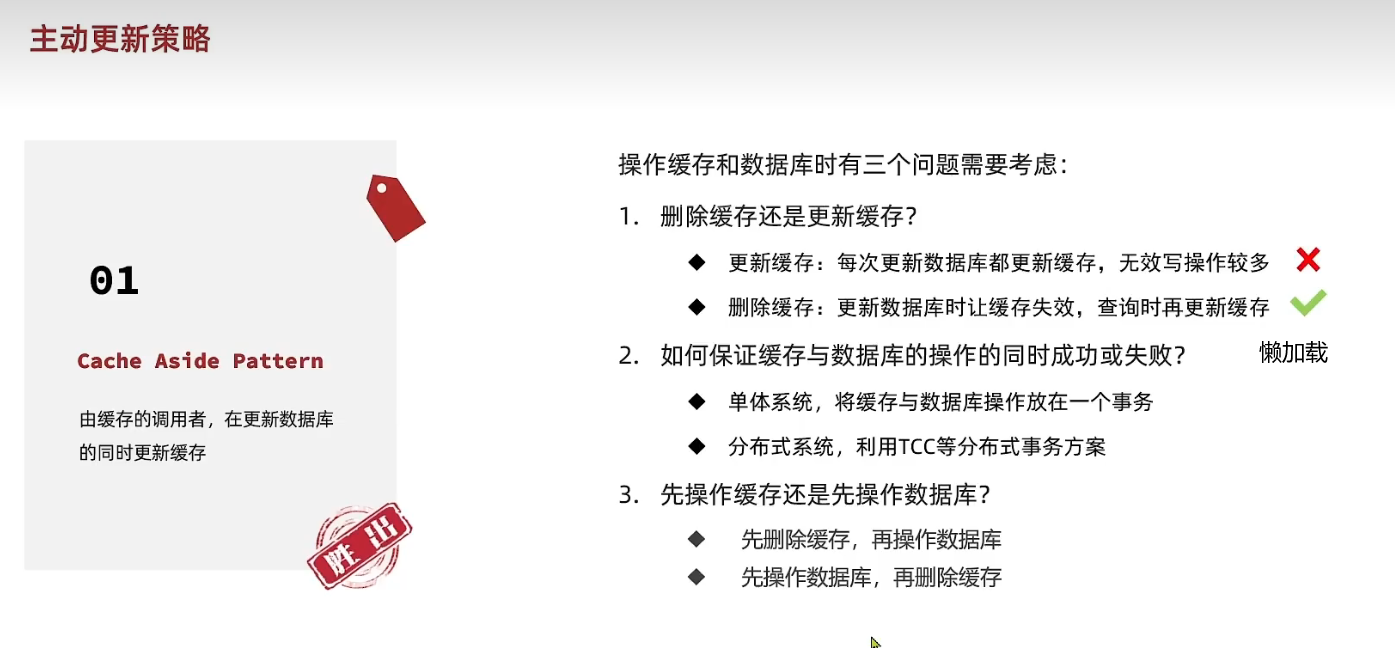 主动更新策略
01
Cache Aside Pattern
由缓存的调用者，在更新数据库
的同时更新缓存
胜出
操作缓存和数据库时有三个问题需要考虑：
1. 删除缓存还是更新缓存？
◆ 更新缓存：每次更新数据库都更新缓存，无效写操作较多
◆ 删除缓存：更新数据库时让缓存失效，查询时再更新缓存
2. 如何保证缓存与数据库的操作的同时成功或失败？
懒加载
◆ 单体系统，将缓存与数据库操作放在一个事务
◆ 分布式系统，利用TCC等分布式事务方案
3. 先操作缓存还是先操作数据库？
◆ 先删除缓存，再操作数据库
◆ 先操作数据库，再删除缓存